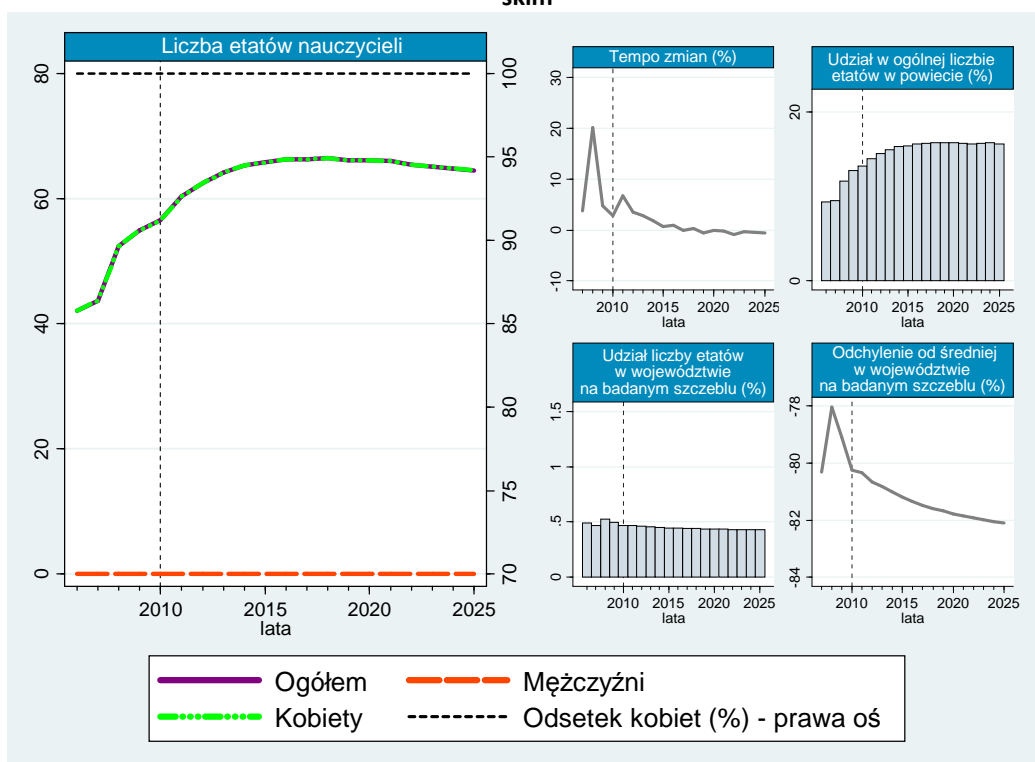 skim
Liczba etatów nauczycieli
80
60
40
20
0
100
95
90
85
80
75
70
2010 2015 2020 2025
lata
Tempo zmian (%)
30
20
10
0
-10
2010 2015 2020 2025
lata
Udział w ogólnej liczbie
etatów w powiecie (%)
20
0
2010 2015 2020 2025
lata
Udział liczby etatów
w województwie
na badanym szczeblu (%)
1.5
1
.5
0
2010 2015 2020 2025
lata
Odchylenie od średniej
w województwie
na badanym szczeblu (%)
-78
-80
-82
-84
2010 2015 2020 2025
lata
Ogółem
Mężczyźni
Kobiety
Odsetek kobiet (%) - prawa oś